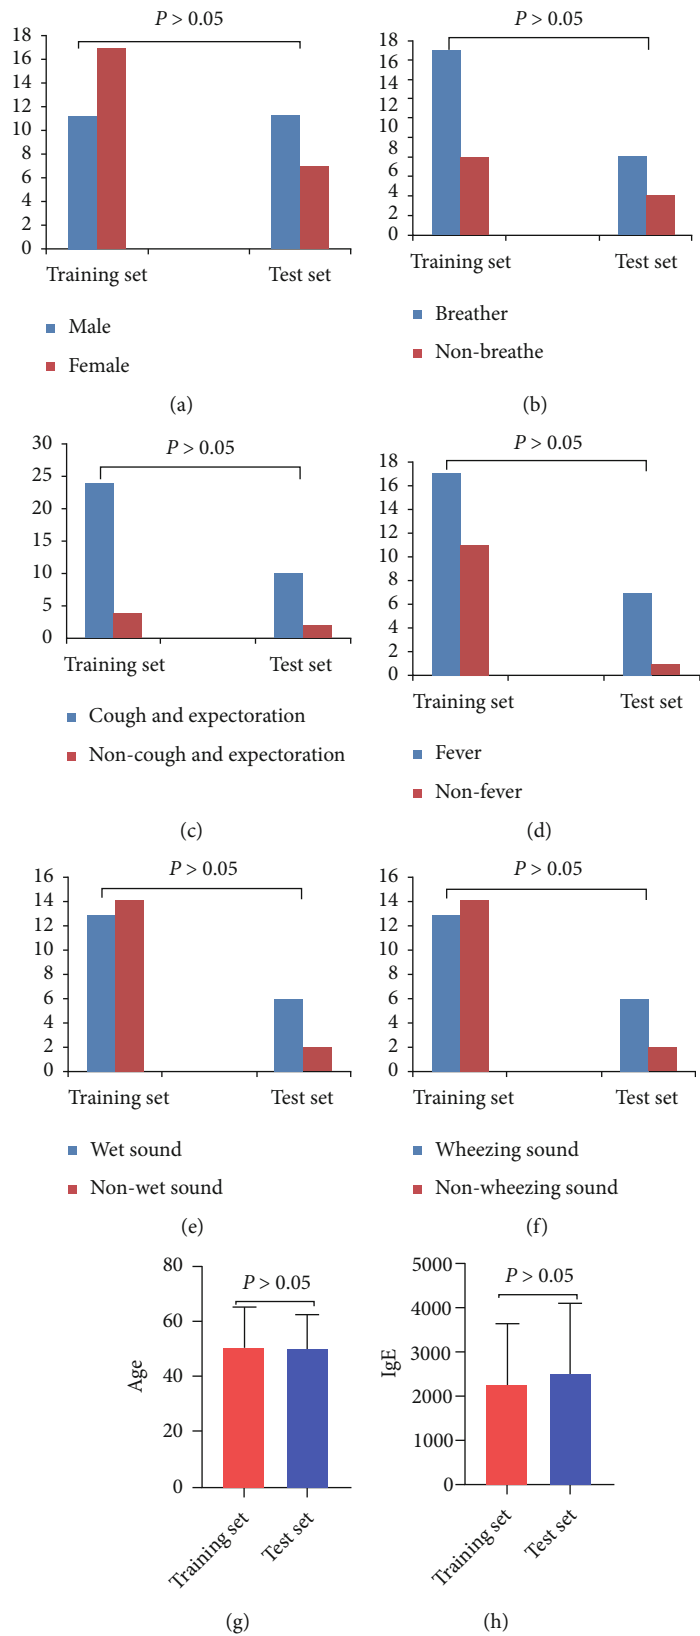 P > 0.05
18
16
14
12
10
8
6
4
2
0
Training set
Test set
Male
Female
(a)
P > 0.05
18
16
14
12
10
8
6
4
2
0
Training set
Test set
Breather
Non-breathe
(b)
P > 0.05
30
25
20
15
10
5
0
Training set
Test set
Cough and expectoration
Non-cough and expectoration
(c)
P > 0.05
18
16
14
12
10
8
6
4
2
0
Training set
Test set
Fever
Non-fever
(d)
P > 0.05
16
14
12
10
8
6
4
2
0
Training set
Test set
Wet sound
Non-wet sound
(e)
P > 0.05
16
14
12
10
8
6
4
2
0
Training set
Test set
Wheezing sound
Non-wheezing sound
(f)
80
60
40
20
0
Age
P > 0.05
Training set
Test set
(g)
5000
4000
3000
2000
1000
0
IgE
P > 0.05
Training set
Test set
(h)